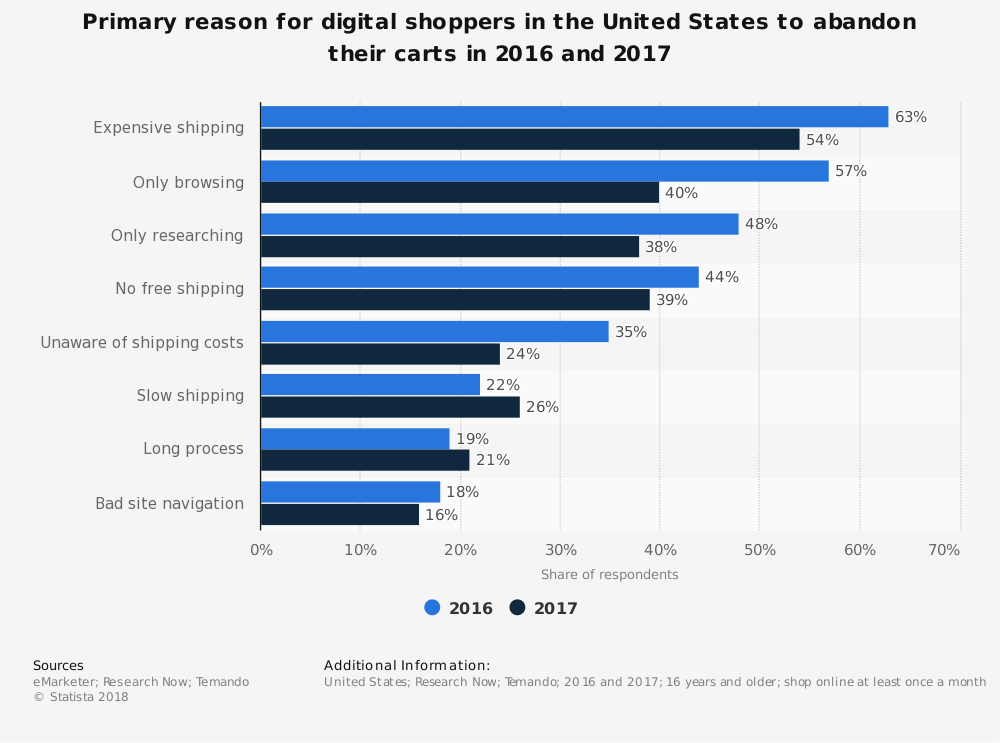 Primary reason for digital shoppers in the United States to abandon
their carts in 2016 and 2017
Expensive shipping
63%
54%
Only browsing
57%
40%
Only researching
48%
38%
No free shipping
44%
39%
Unaware of shipping costs
35%
24%
Slow shipping
22%
26%
Long process
19%
21%
Bad site navigation
18%
16%
0% 10% 20% 30% 40% 50% 60% 70%
Share of respondents
2016 2017
Sources
eMarketer; Research Now; Temando
© Statista 2018
Additional Information:
United States; Research Now; Temando; 2016 and 2017; 16 years and older; shop online at least once a month